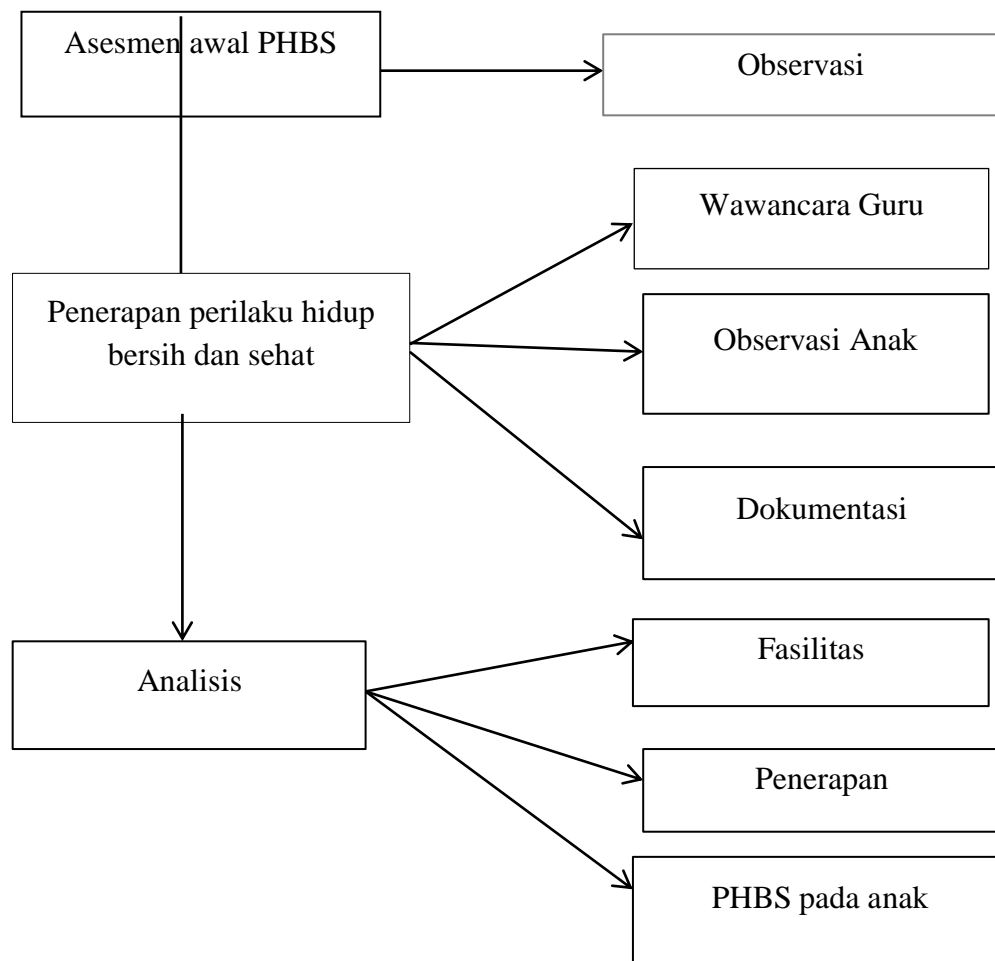 Asesmen awal PHBS
Observasi
Wawancara Guru
Penerapan perilaku hidup
bersih dan sehat
Observasi Anak
Dokumentasi
Analisis
Fasilitas
Penerapan
PHBS pada anak